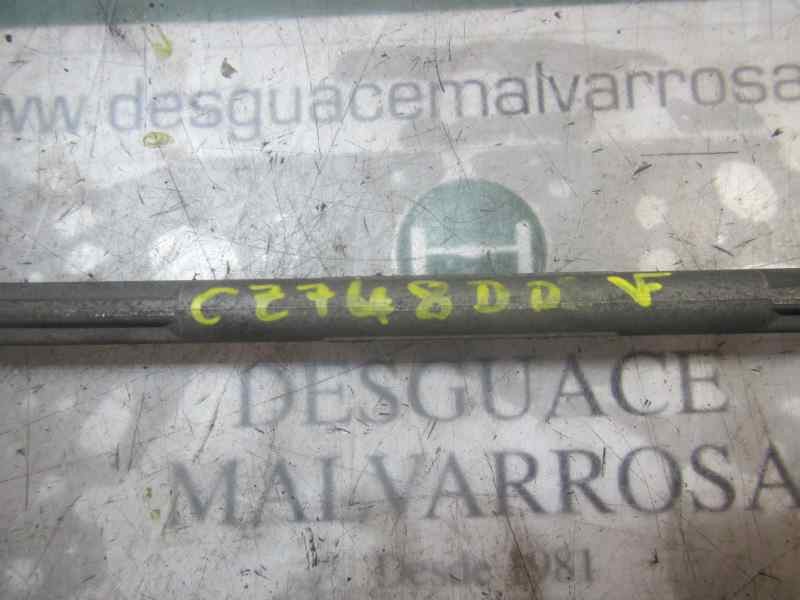 www.desguacemalvarrosa
CZ748DD V
DESGUACE
MALVARROSA
Desde 1981